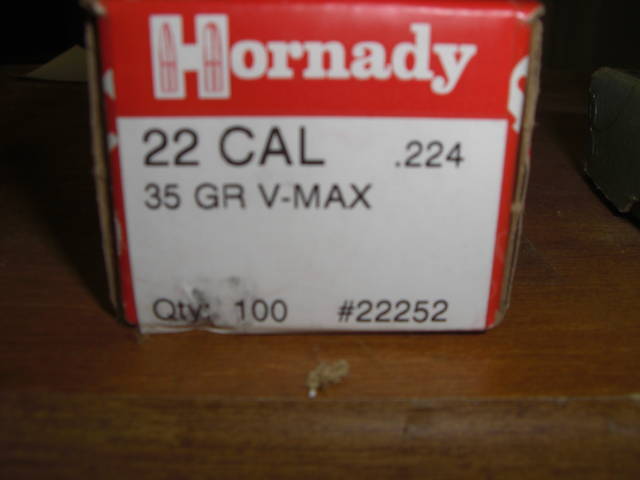 Hornady
22 CAL .224
35 GR V-MAX
Qty: 100 #22252